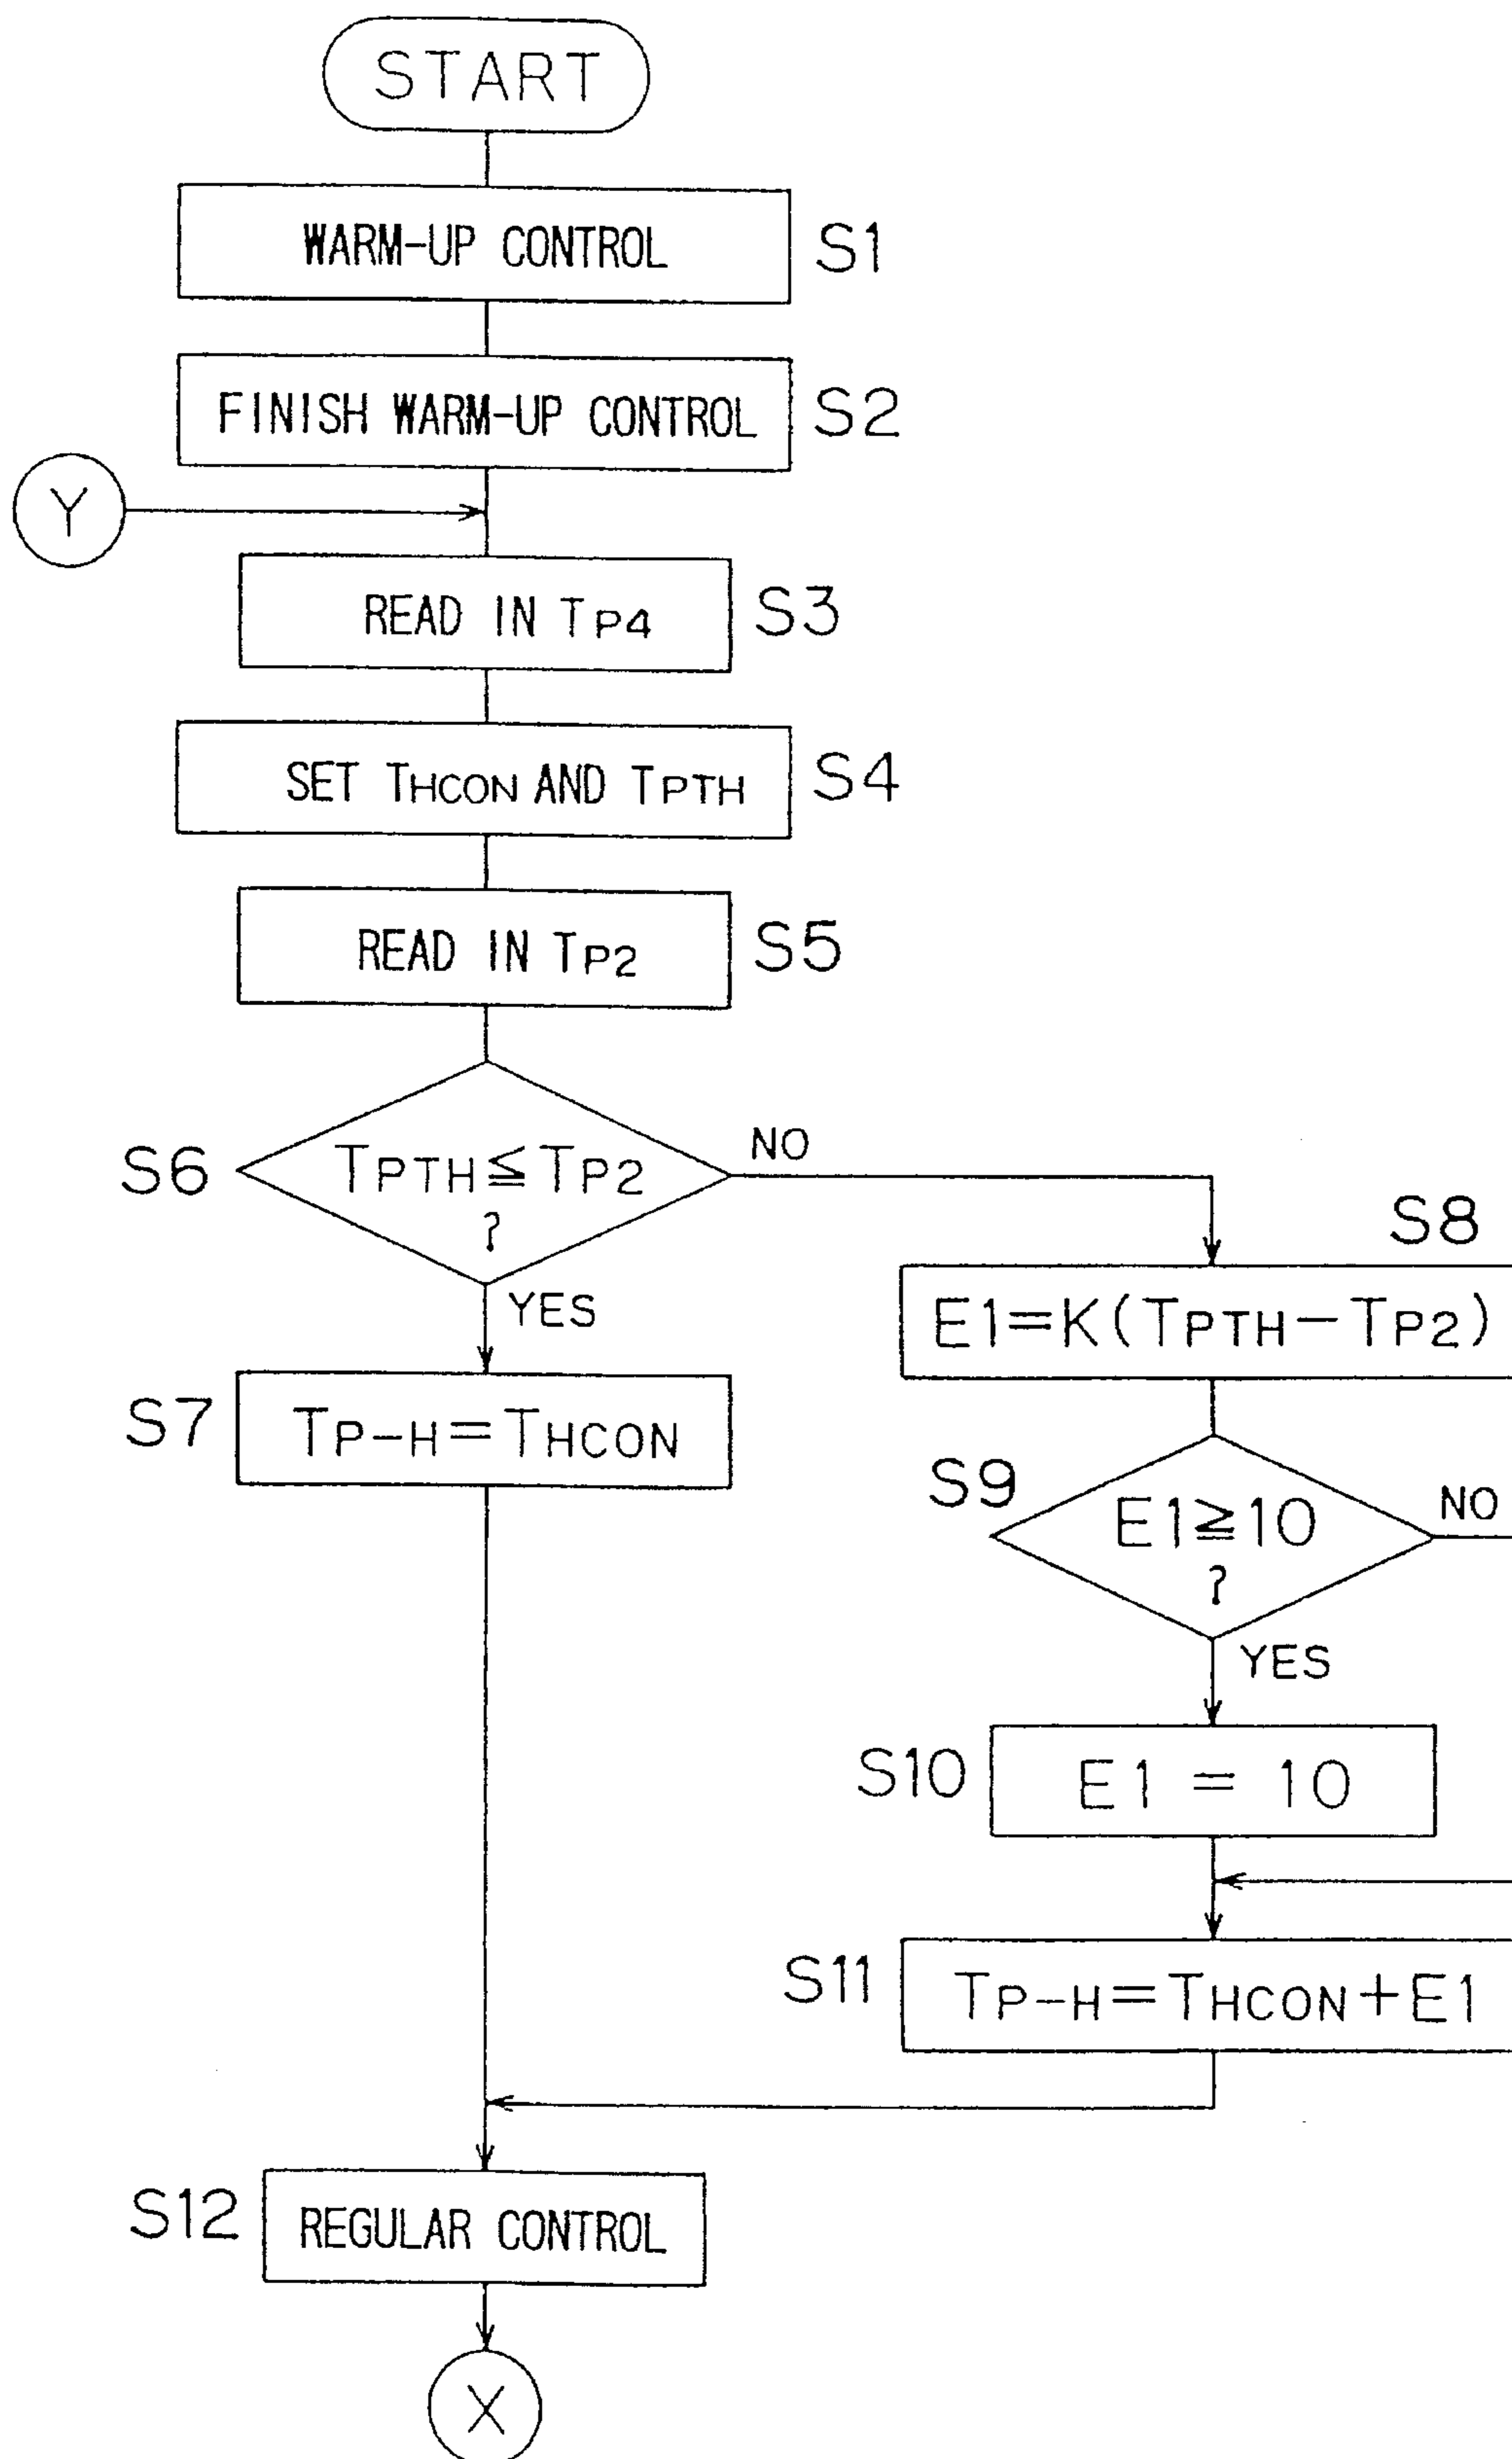 START
WARM-UP CONTROL S1
FINISH WARM-UP CONTROL S2
Y
READ IN TP4 S3
SET THCON AND TPTH S4
READ IN TP2 S5
S6 TPTH≦TP2
?
NO
YES
S8
E1=K(TPTH-TP2)
S7 TP-H=THCON
S9 E1≧10
?
NO
YES
S10 E1 = 10
S11 TP-H=THCON+E1
S12 REGULAR CONTROL
X